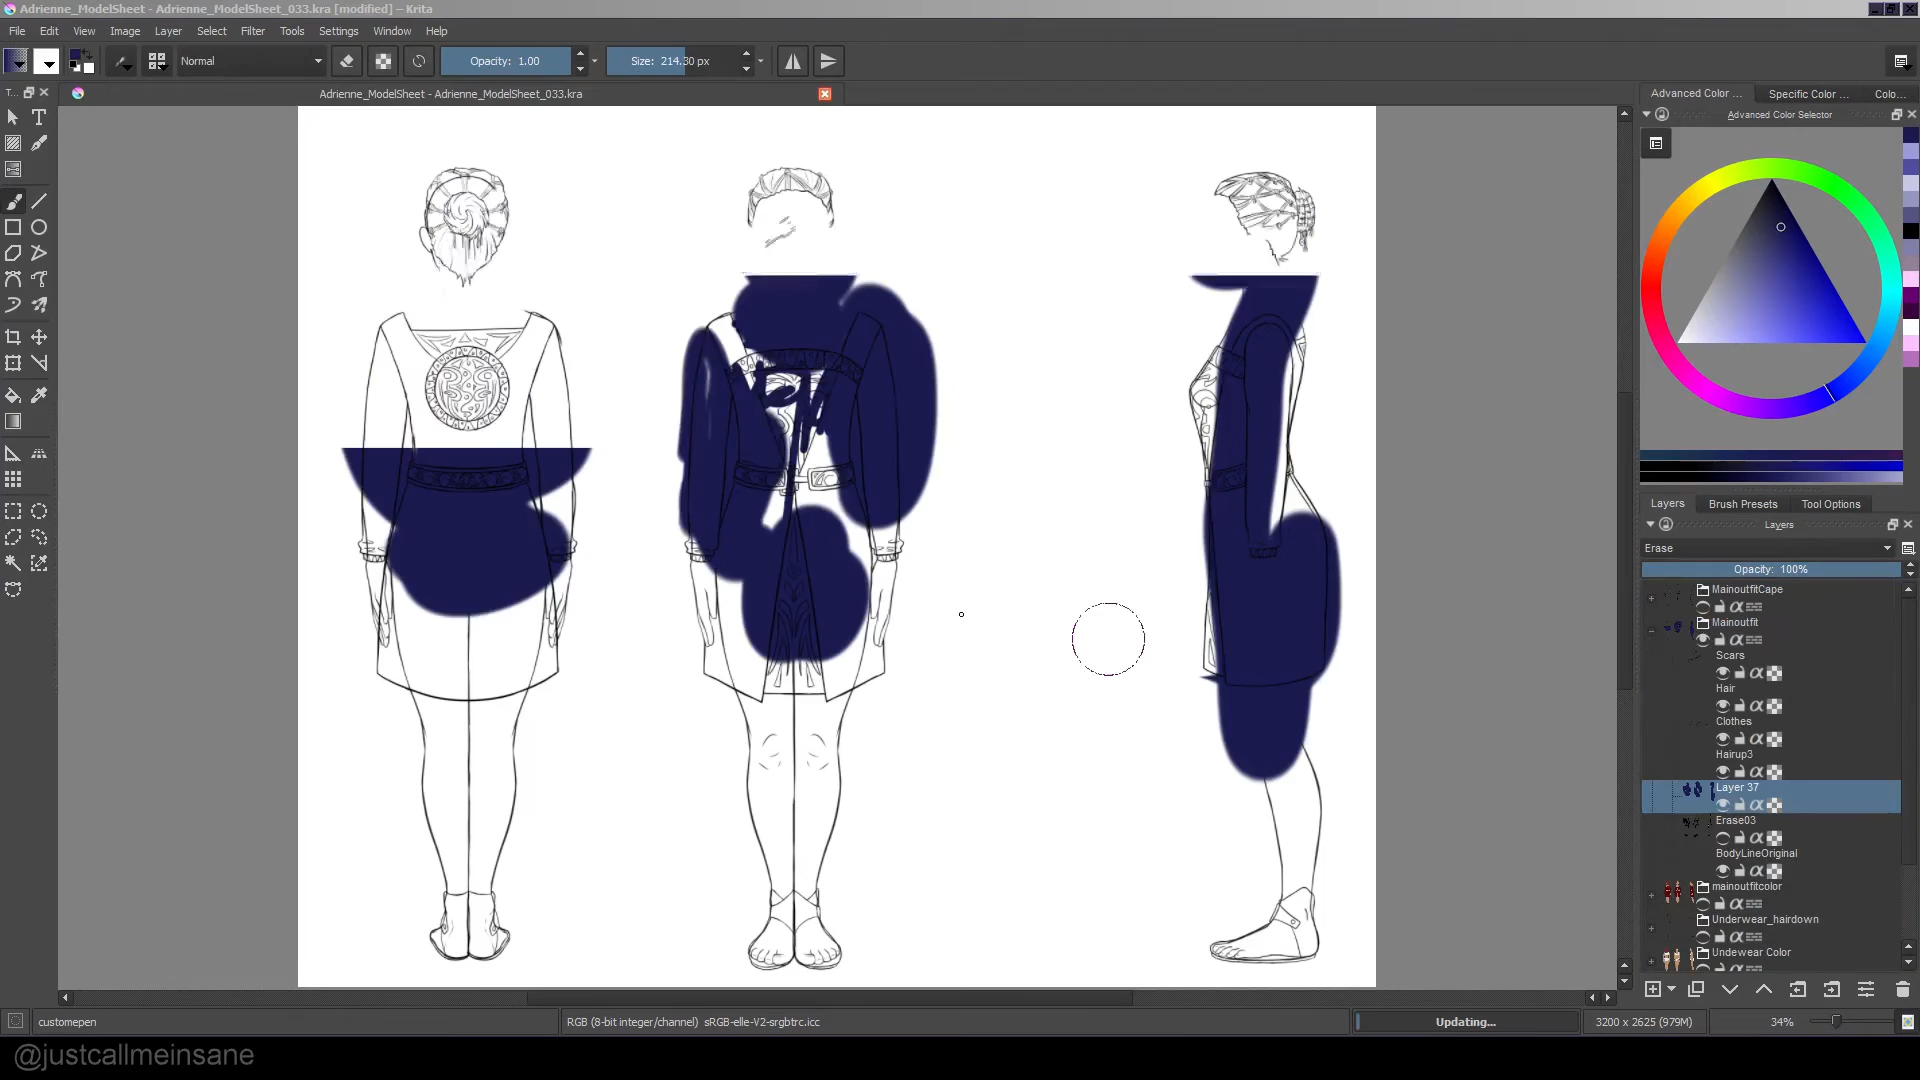 Adrienne_ModelSheet - Adrienne_ModelSheet_033.kra [modified] – Krita
File Edit View Image Layer Select Filter Tools Settings Window Help
Normal Opacity: 1.00 Size: 214.30 px
T... Adrienne_ModelSheet - Adrienne_ModelSheet_033.kra Advanced Color ... Specific Color ... Colo...
Advanced Color Selector
Layers Brush Presets Tool Options
Layers
Erase
Opacity: 100%
MainoutfitCape
Mainoutfit
Scars
Hair
Clothes
Hairup3
Layer 37
Erase03
BodyLineOriginal
mainoutfitcolor
Underwear_hairdown
Undewear Color
customepen RGB (8-bit integer/channel) sRGB-elle-V2-srgbtrc.icc Updating... 3200 x 2625 (979M) 34%
@justcallmeinsane